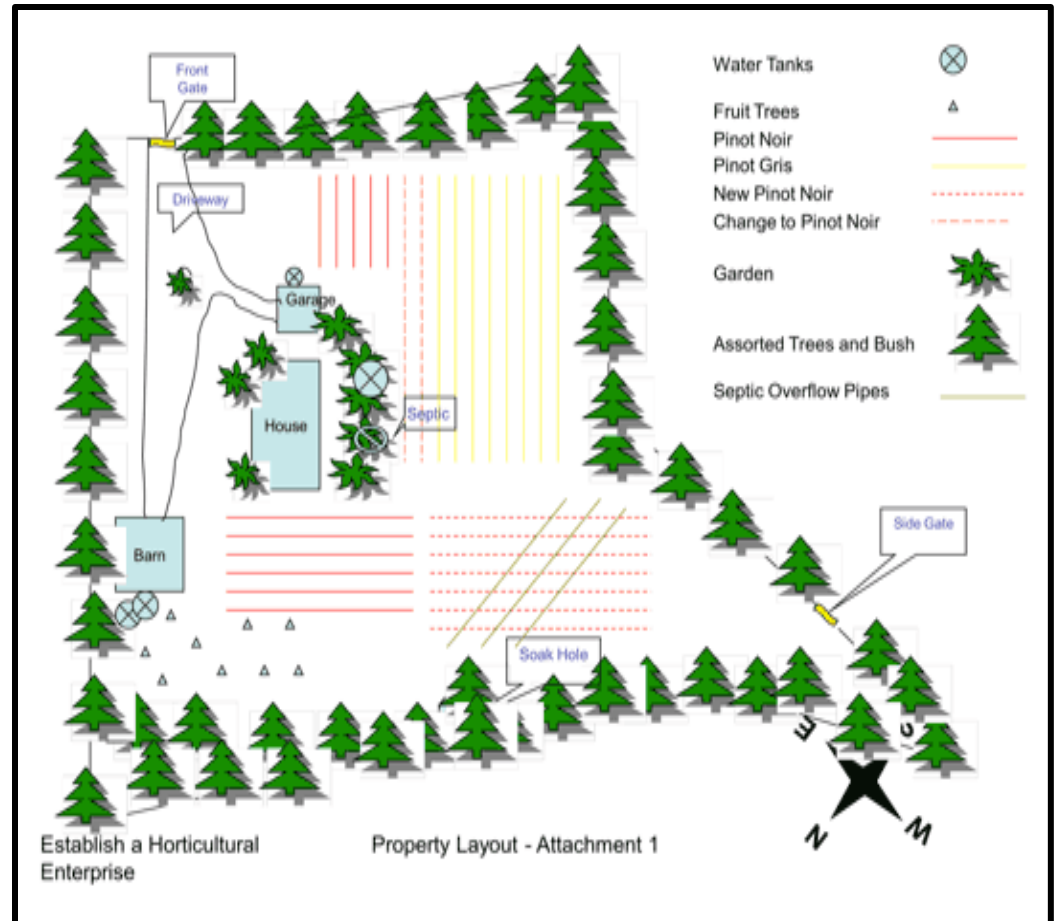 Front
Gate
Water Tanks
Fruit Trees
Pinot Noir
Pinot Gris
New Pinot Noir
Change to Pinot Noir
Driveway
Garden
Garage
Assorted Trees and Bush
Septic Overflow Pipes
Septic
House
Side Gate
Barn
Soak Hole
E
N
W
Establish a Horticultural
Enterprise
Property Layout - Attachment 1